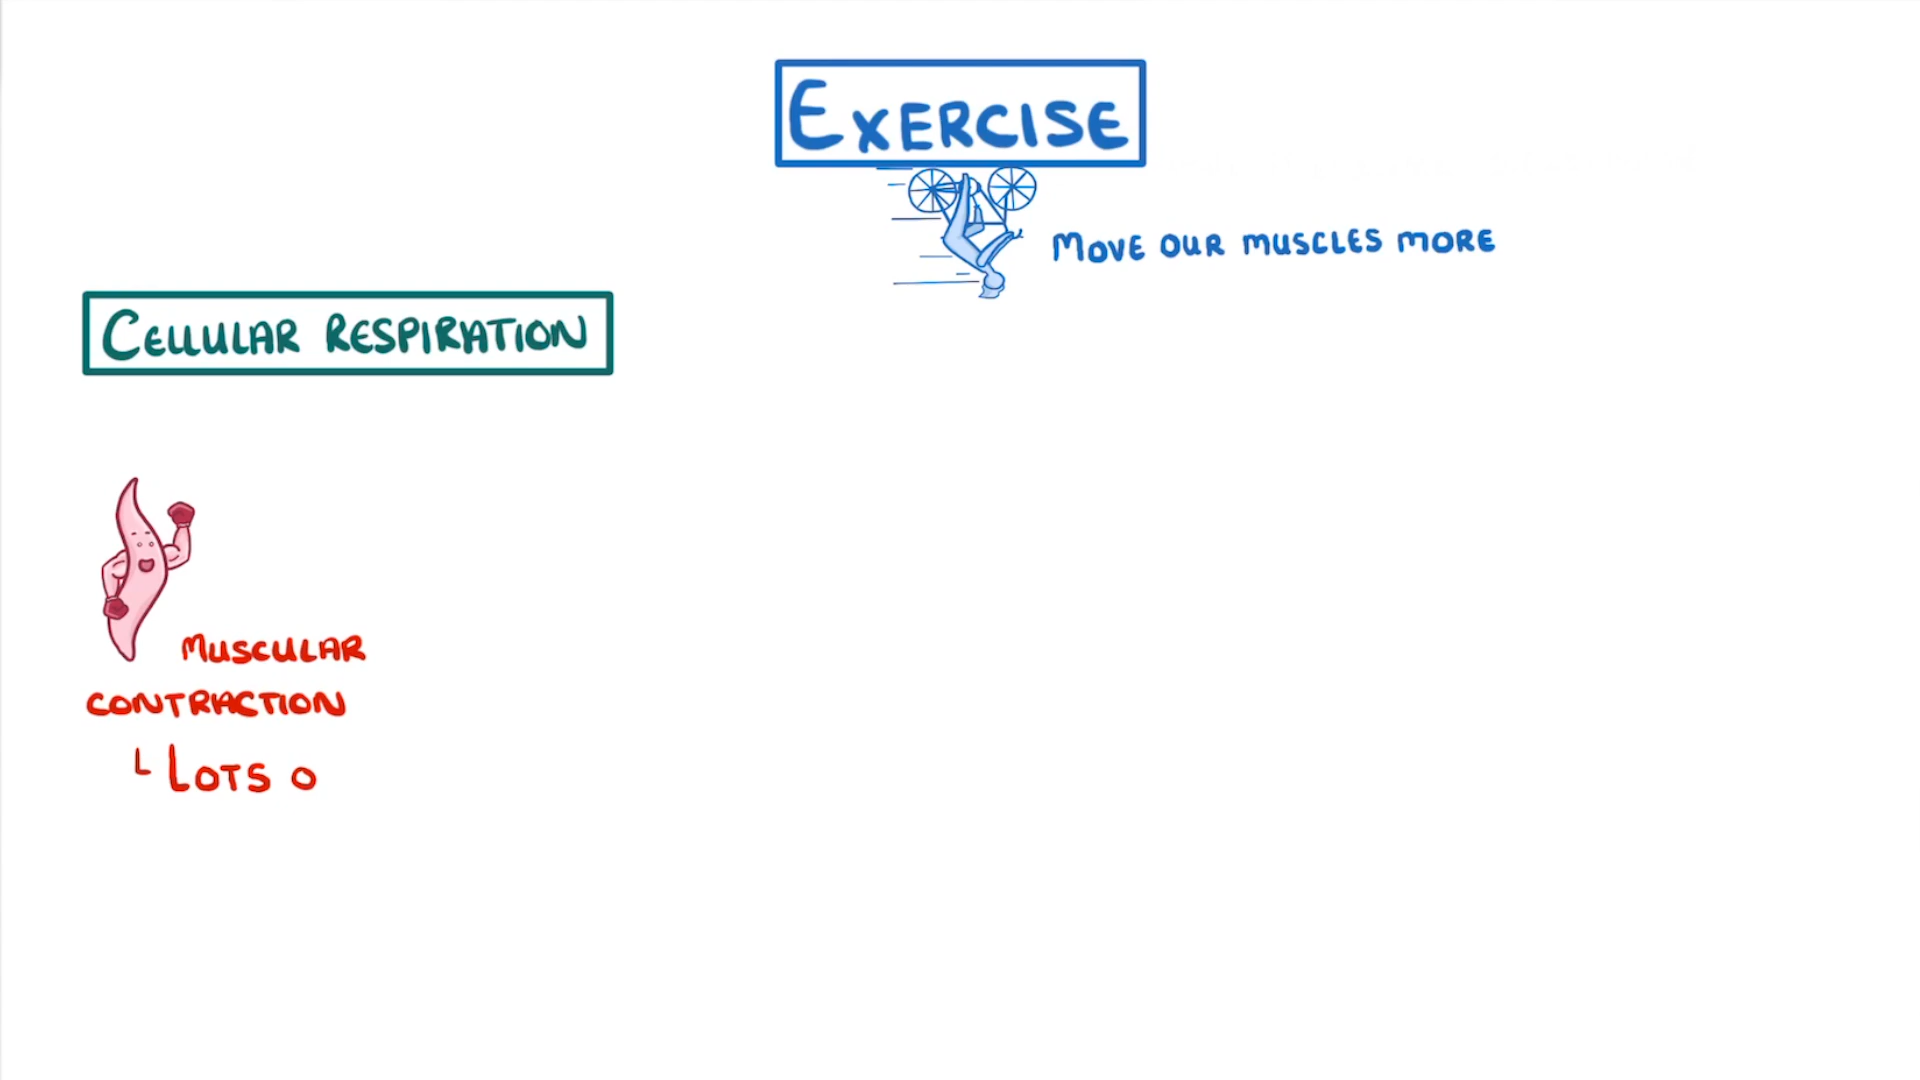 EXERCISE
MOVE OUR MUSCLES MORE
CELLULAR RESPIRATION
MUSCULAR
CONTRACTION
LOTS O